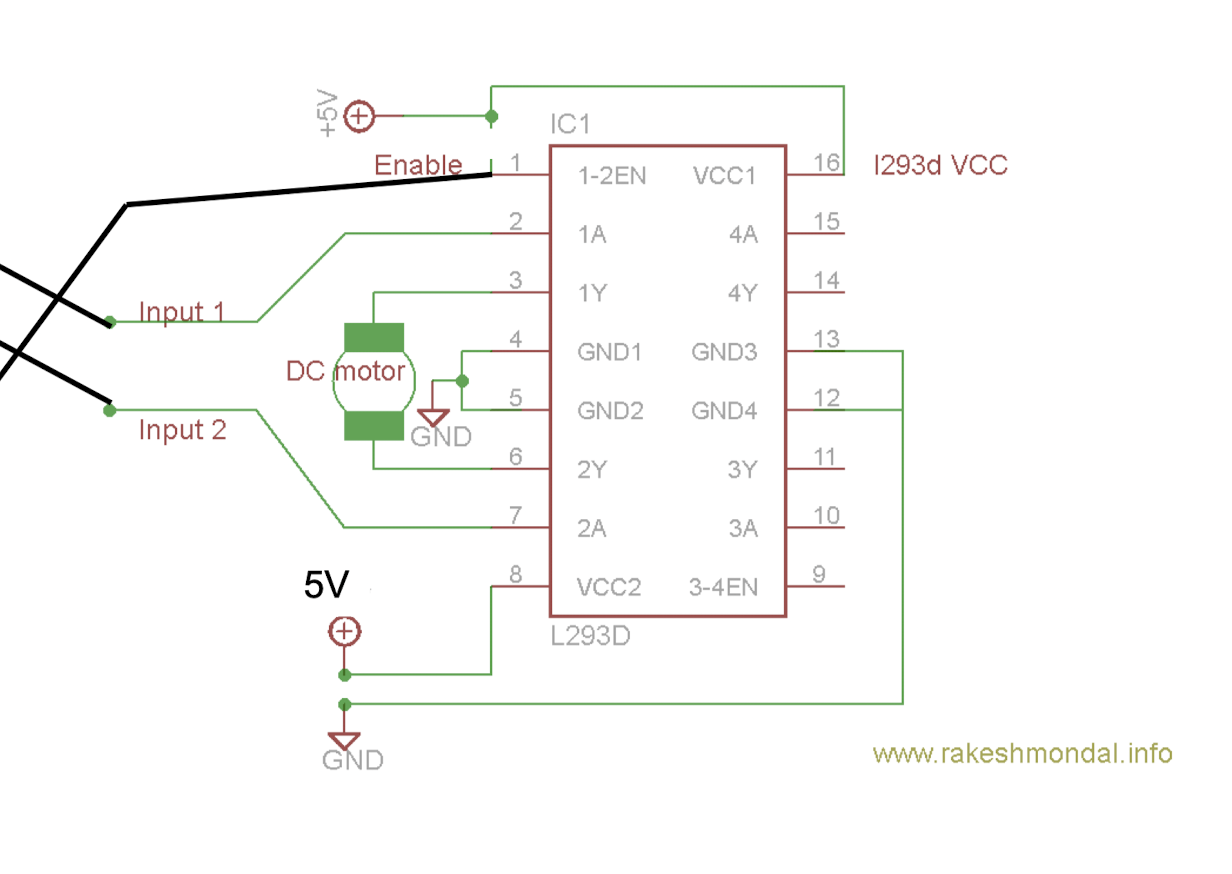 +5V
IC1
Enable 1 1-2EN VCC1 16 I293d VCC
2 1A 4A 15
Input 1 3 1Y 4Y 14
DC motor 4 GND1 GND3 13
5 GND2 GND4 12
Input 2 GND
6 2Y 3Y 11
7 2A 3A 10
5V 8 VCC2 3-4EN 9
L293D
GND
www.rakeshmondal.info